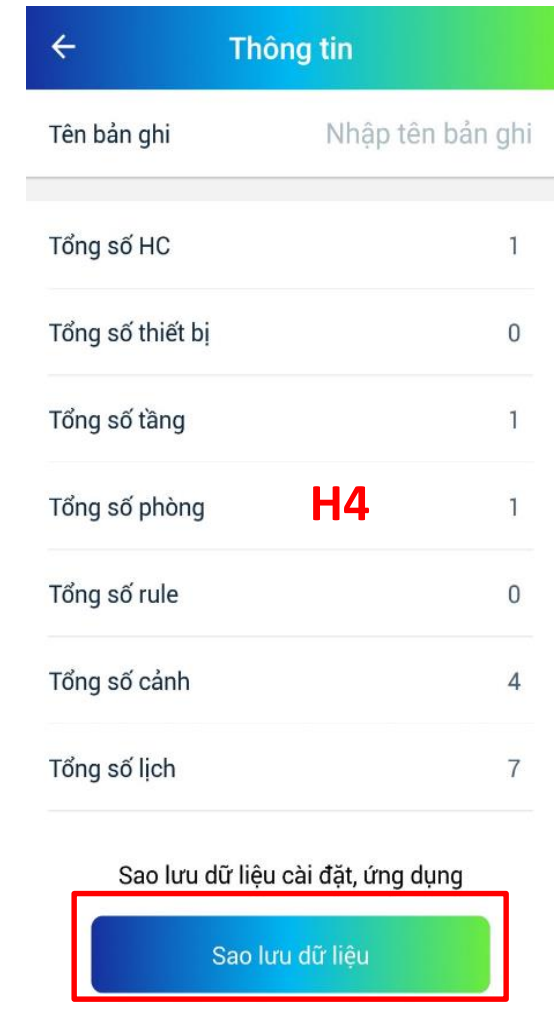 Thông tin
Tên bản ghi Nhập tên bản ghi
Tổng số HC 1
Tổng số thiết bị 0
Tổng số tầng 1
Tổng số phòng H4 1
Tổng số rule 0
Tổng số cảnh 4
Tổng số lịch 7
Sao lưu dữ liệu cài đặt, ứng dụng
Sao lưu dữ liệu